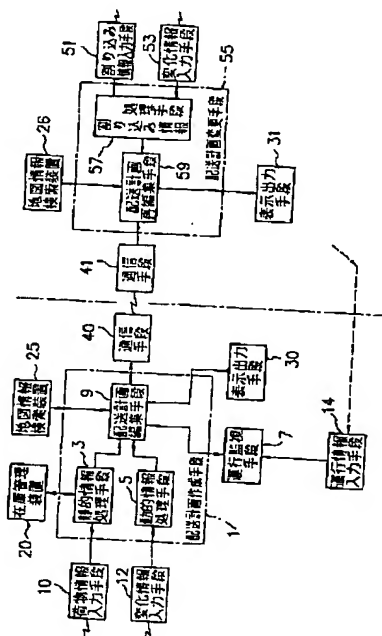 10
荷物情報
入力手段
12
変化情報
入力手段
20
在庫管理
装置
3
静的情報
処理手段
5
動的情報
処理手段
1
配送計画作成手段
25
地図情報
検索装置
9
配送計画
編集手段
7
運行監視
手段
30
表示出力
手段
14
運行情報
入力手段
40
通信手段
41
通信手段
26
地図情報
検索装置
57
割り込み情報
処理手段
59
配送計画
再編集手段
55
配送計画変更手段
31
表示出力
手段
51
割り込み
情報入力手段
53
変化情報
入力手段